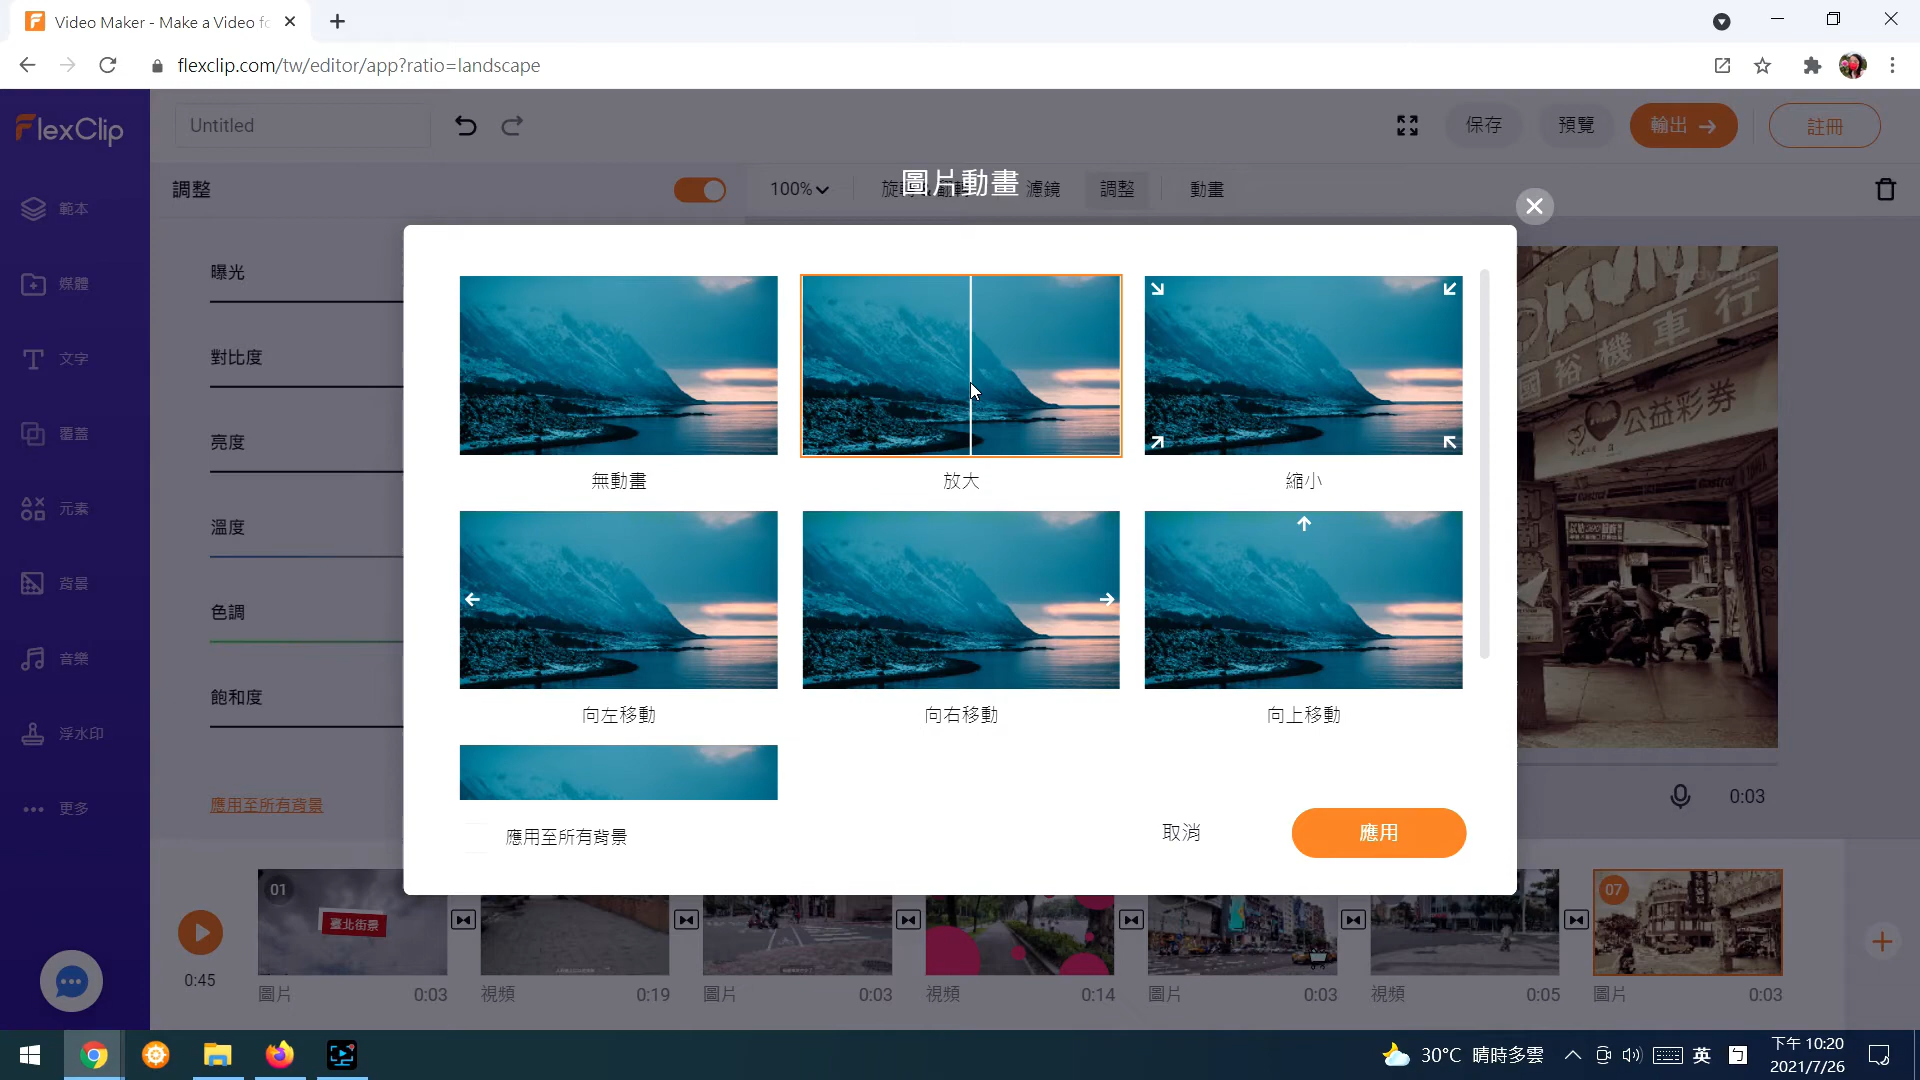 Video Maker - Make a Video fo
flexclip.com/tw/editor/app?ratio=landscape
FlexClip
Untitled
保存
預覽
輸出
註冊
調整
100%
濾鏡
調整
動畫
圖片動畫
範本
媒體
文字
覆蓋
元素
背景
音樂
浮水印
更多
曝光
對比度
亮度
溫度
色調
飽和度
應用至所有背景
無動畫
放大
縮小
向左移動
向右移動
向上移動
應用至所有背景
取消
應用
國裕機車行
公益彩券
Castrol
0:03
0:45
01
臺北街景
07
圖片
0:03
視頻
0:19
圖片
0:03
視頻
0:14
圖片
0:03
視頻
0:05
圖片
0:03
30°C 晴時多雲
英
下午 10:20
2021/7/26